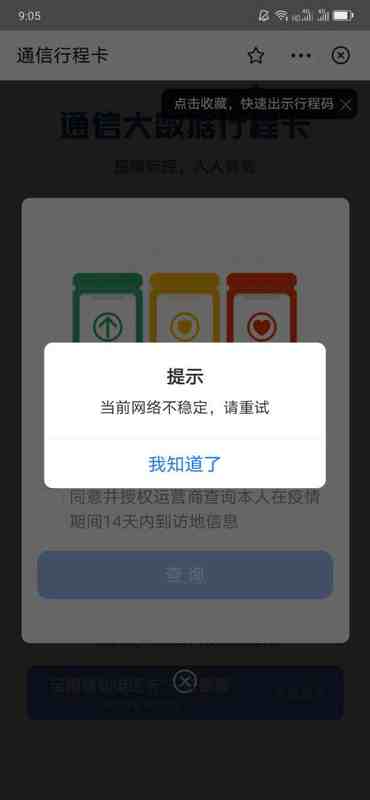 9:05
通信行程卡
点击收藏，快速出示行程码
通信大数据行程卡
提示
当前网络不稳定，请重试
我知道了
同意并授权运营商查询本人在疫情
期间14天内到访地信息
查询